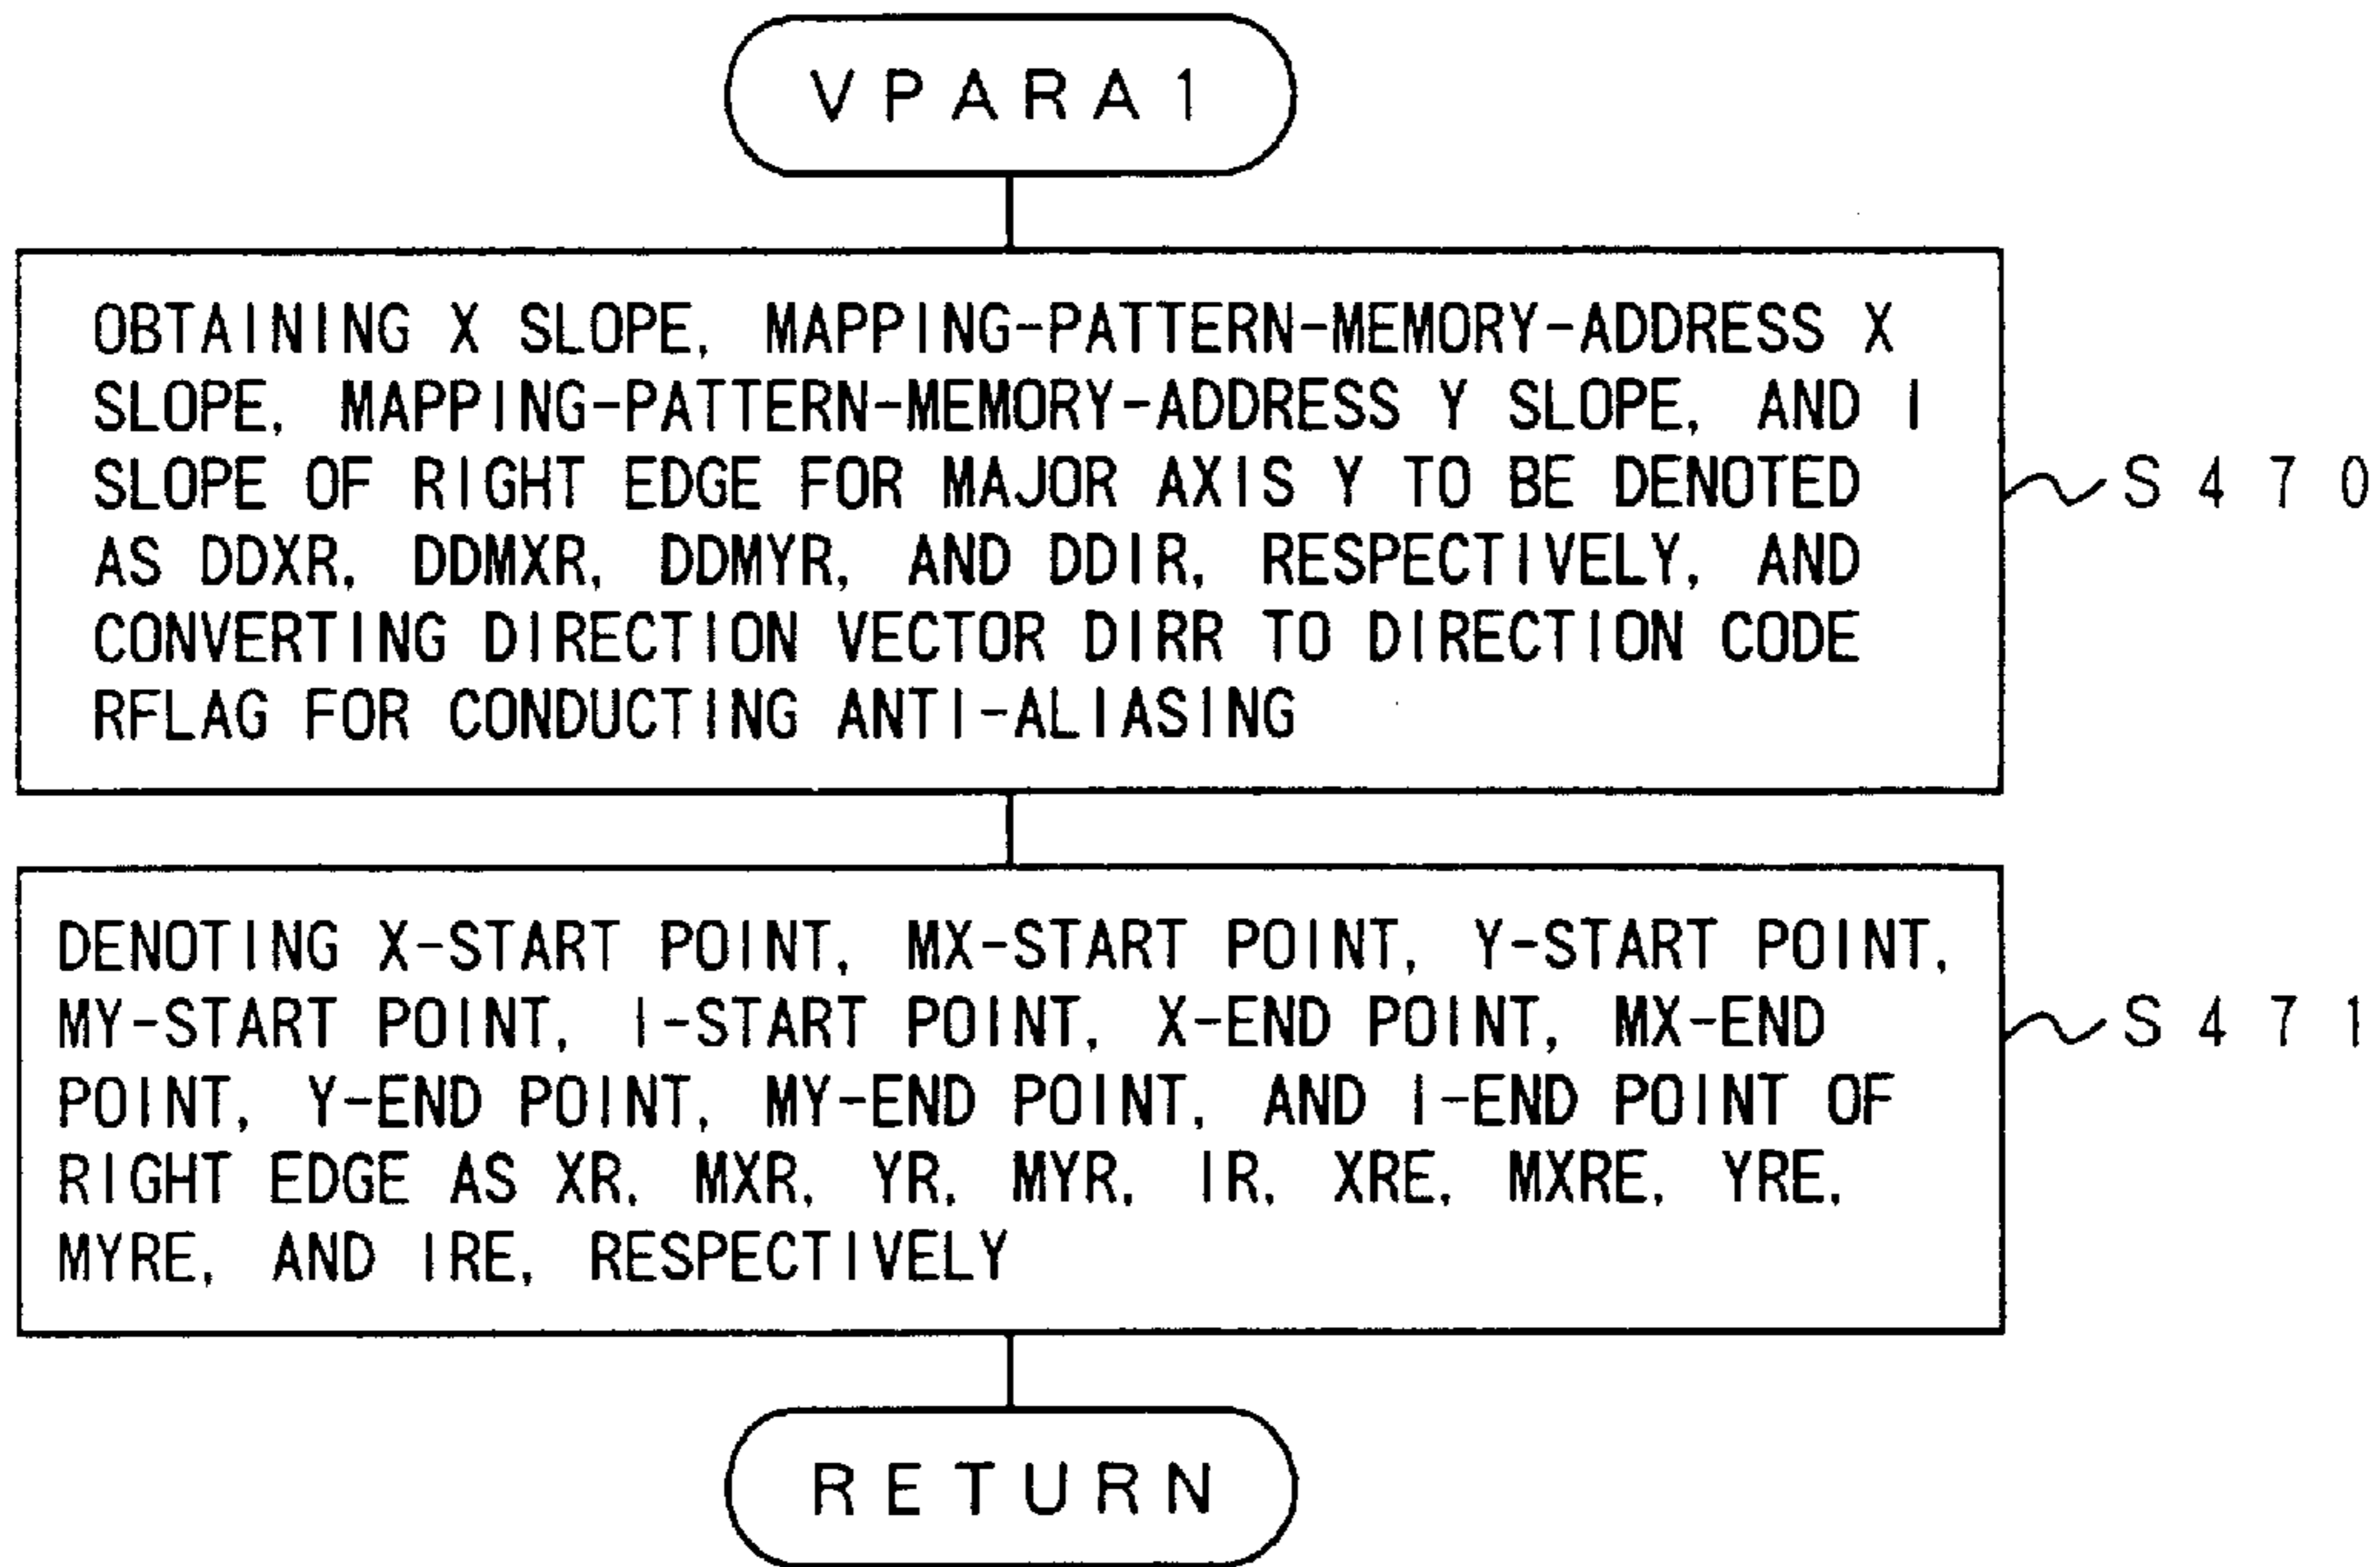 VPARA1
OBTAINING X SLOPE, MAPPING-PATTERN-MEMORY-ADDRESS X
SLOPE, MAPPING-PATTERN-MEMORY-ADDRESS Y SLOPE, AND I
SLOPE OF RIGHT EDGE FOR MAJOR AXIS Y TO BE DENOTED
AS DDXR, DDMXR, DDMYR, AND DDIR, RESPECTIVELY, AND
CONVERTING DIRECTION VECTOR DIRR TO DIRECTION CODE
RFLAG FOR CONDUCTING ANTI-ALIASING
S470
DENOTING X-START POINT, MX-START POINT, Y-START POINT,
MY-START POINT, I-START POINT, X-END POINT, MX-END
POINT, Y-END POINT, MY-END POINT, AND I-END POINT OF
RIGHT EDGE AS XR, MXR, YR, MYR, IR, XRE, MXRE, YRE,
MYRE, AND IRE, RESPECTIVELY
S471
RETURN